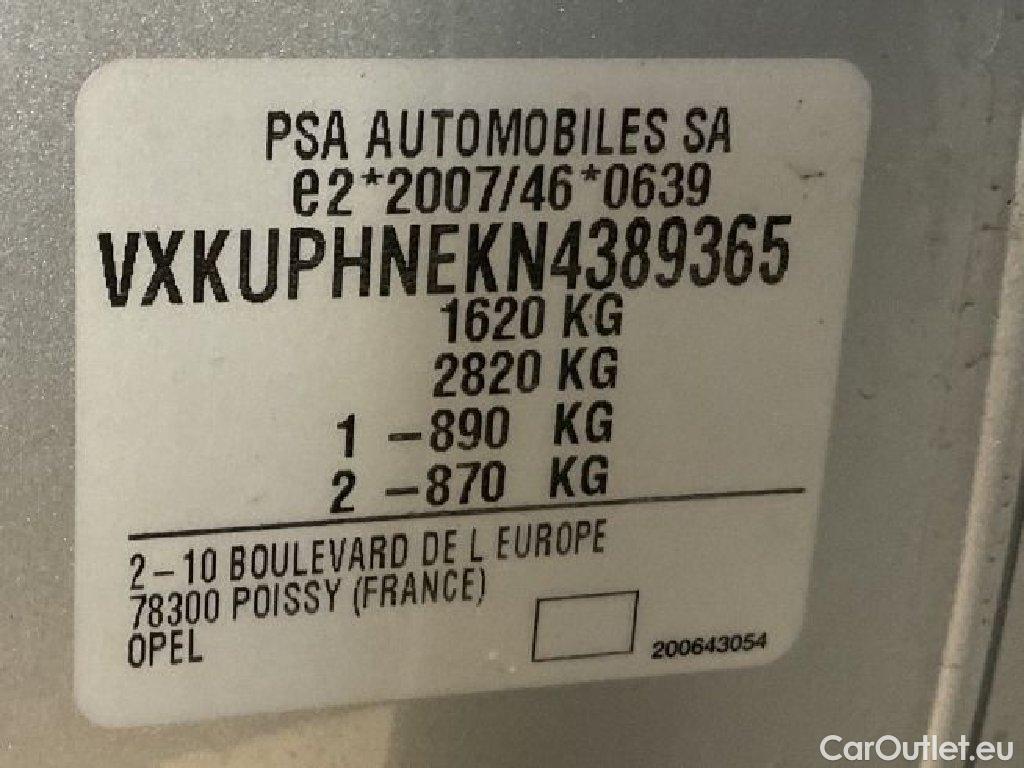 PSA AUTOMOBILES SA
e2*2007/46*0639
VXKUPHNEKN4389365
1620 KG
2820 KG
1 -890 KG
2 -870 KG
2-10 BOULEVARD DE L EUROPE
78300 POISSY (FRANCE)
OPEL
200643054
CarOutlet.eu